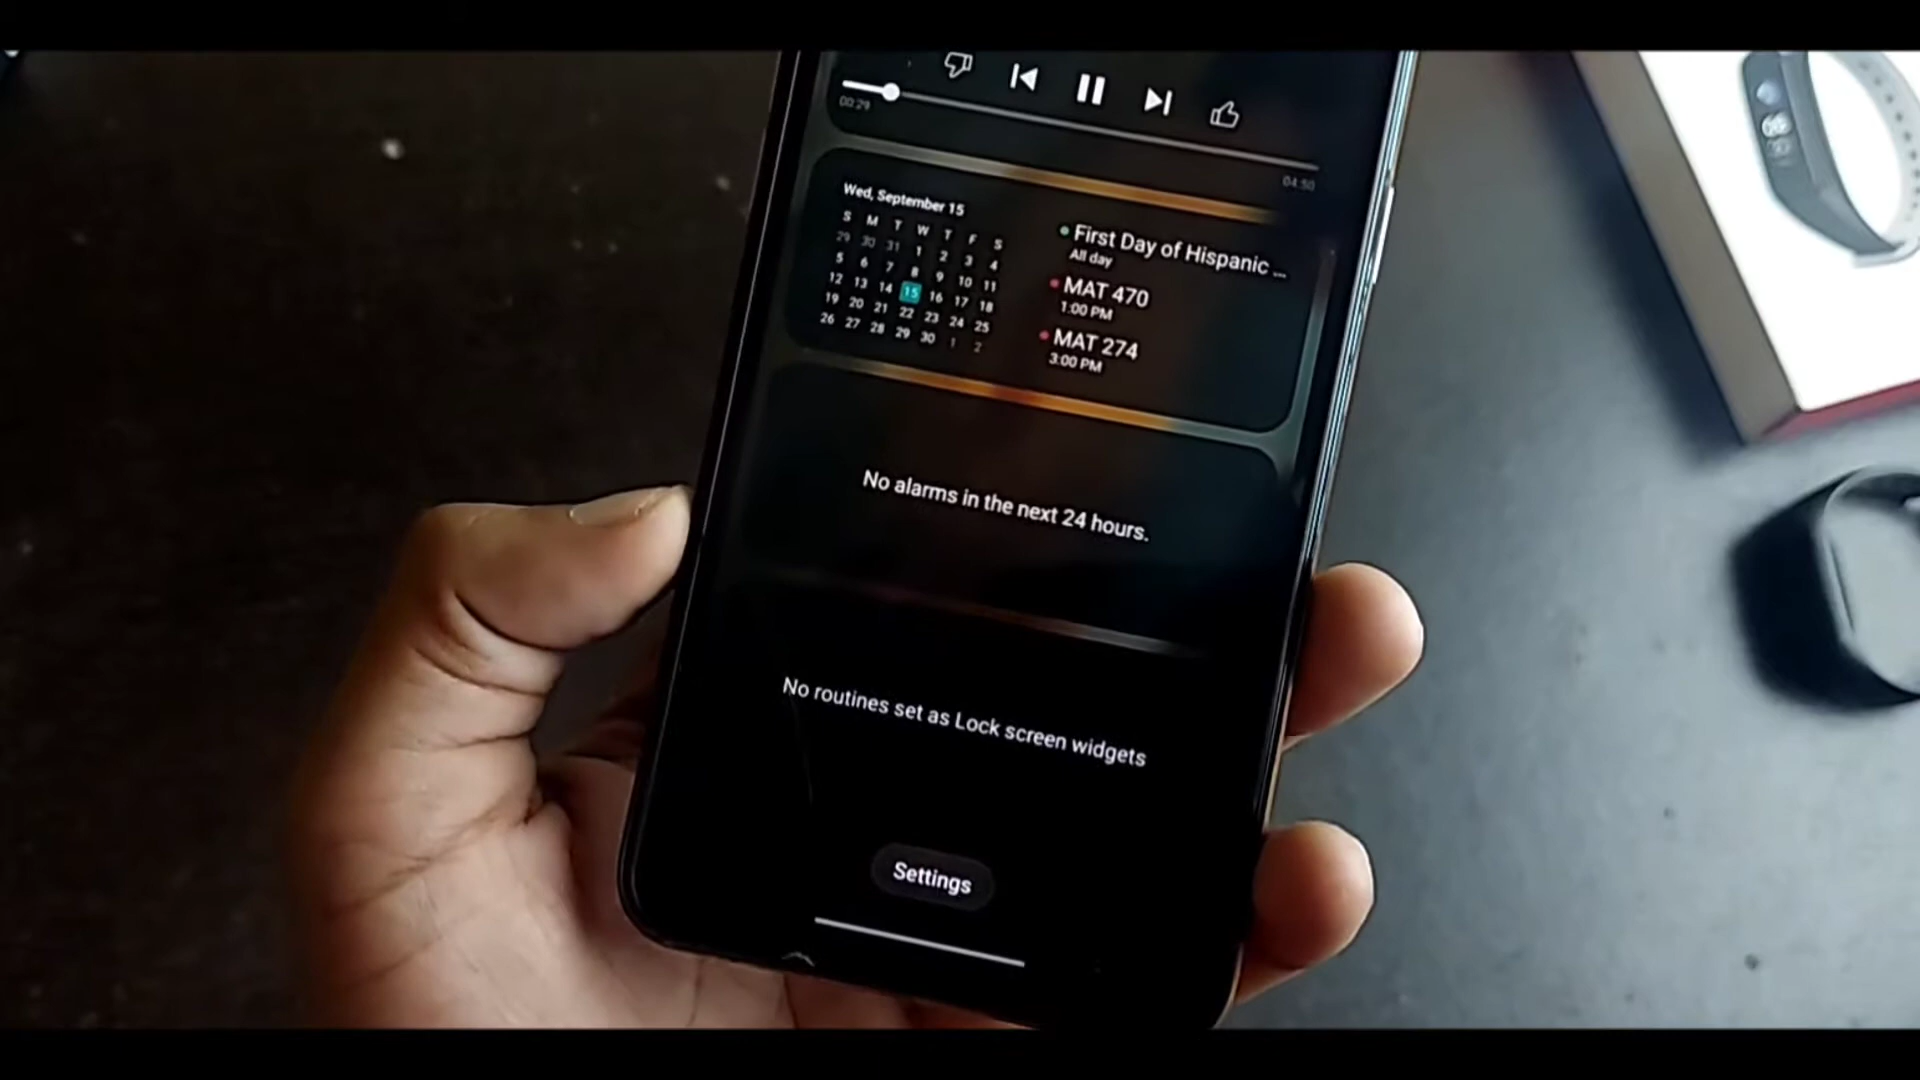 00:29
04:50
Wed, September 15
S M T W T F S
29 30 31 1 2 3 4
5 6 7 8 9 10 11
12 13 14 15 16 17 18
19 20 21 22 23 24 25
26 27 28 29 30 1 2
First Day of Hispanic ...
All day
MAT 470
1:00 PM
MAT 274
3:00 PM
No alarms in the next 24 hours.
No routines set as Lock screen widgets
Settings